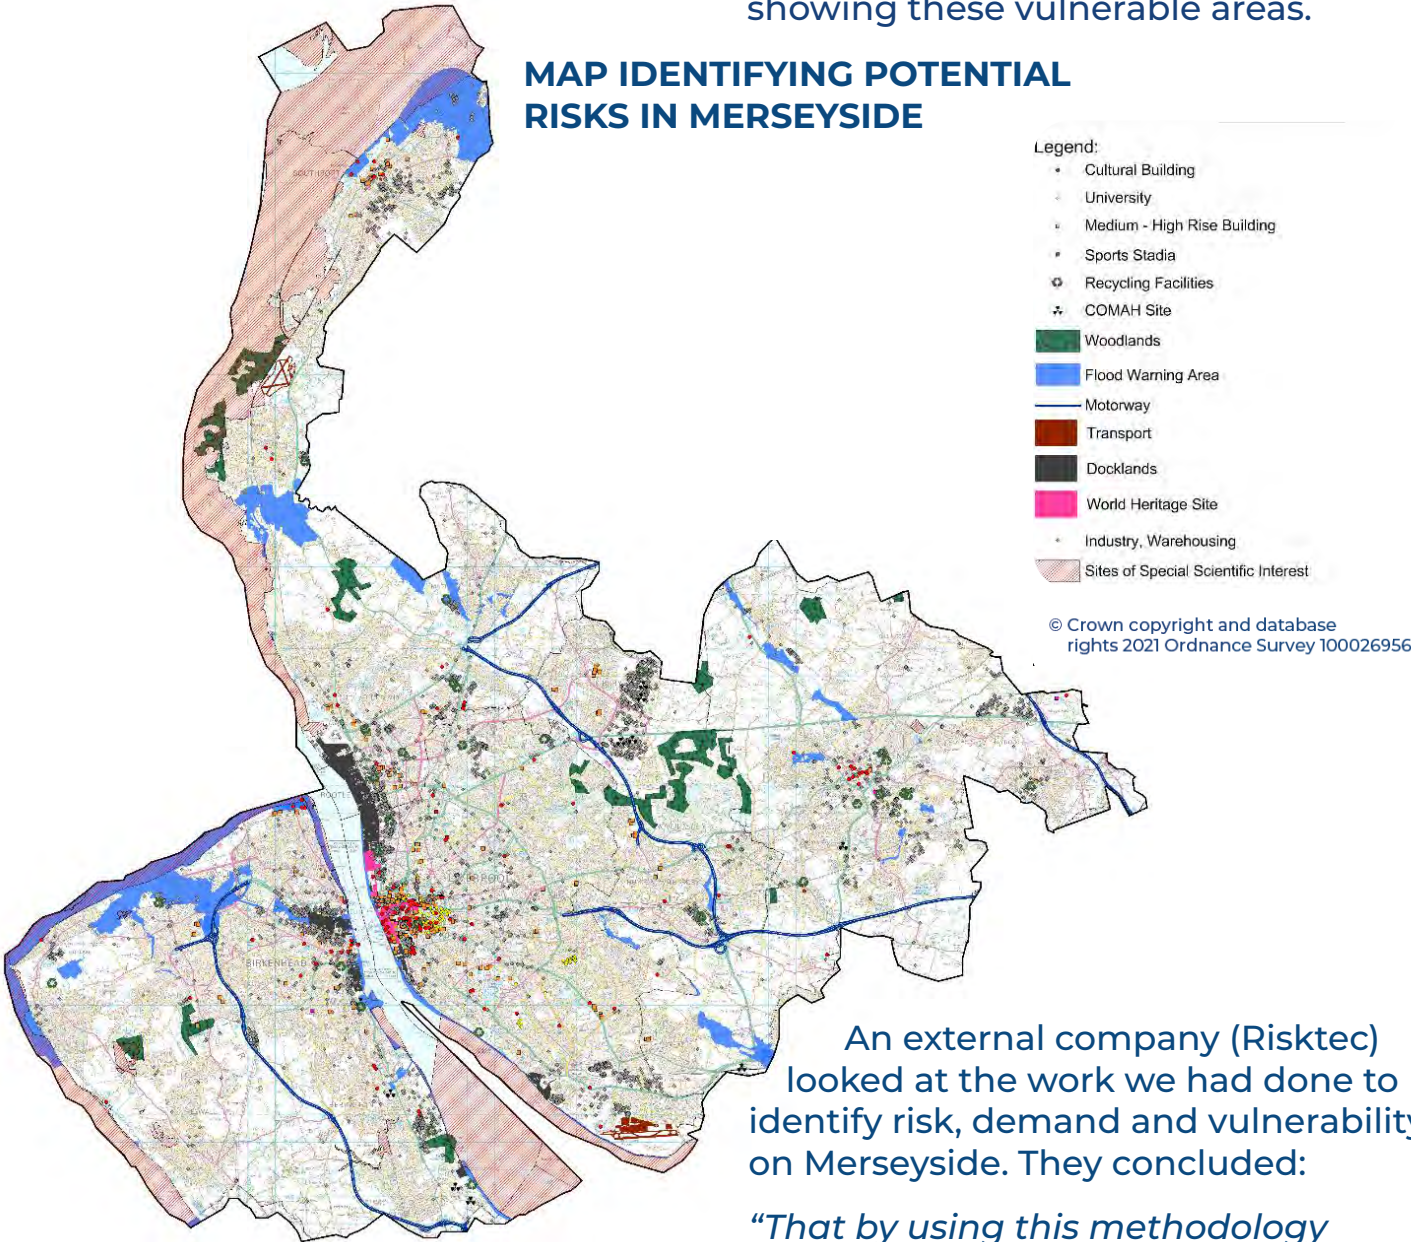 showing these vulnerable areas.
MAP IDENTIFYING POTENTIAL
RISKS IN MERSEYSIDE
Legend:
Cultural Building
University
Medium - High Rise Building
Sports Stadia
Recycling Facilities
COMAH Site
Woodlands
Flood Warning Area
Motorway
Transport
Docklands
World Heritage Site
Industry, Warehousing
Sites of Special Scientific Interest
© Crown copyright and database
rights 2021 Ordnance Survey 100026956
SOUTHPORT
BOOTLE
BIRKENHEAD
An external company (Risktec)
looked at the work we had done to
identify risk, demand and vulnerability
on Merseyside. They concluded:
“That by using this methodology